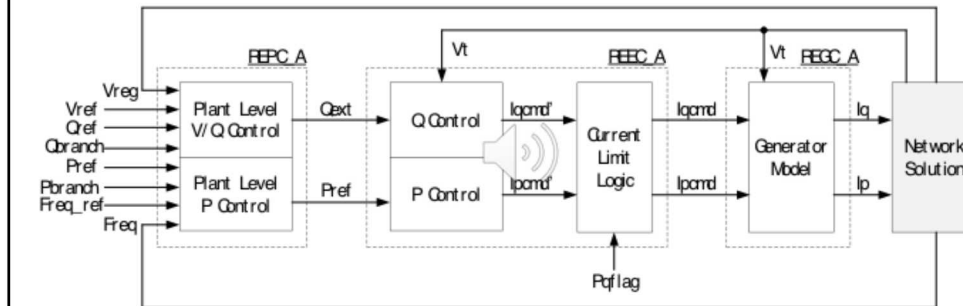 REPC_A
Vt
REEC_A
Vt
REGC_A
Vreg
Vref
Qref
Qbranch
Pref
Pbranch
Freq_ref
Freq
Plant Level
V/Q Control
Plant Level
P Control
Qext
Pref
Q Control
P Control
Iqcmd'
Ipcmd'
Current
Limit
Logic
Iqcmd
Ipcmd
Generator
Model
Iq
Ip
Network
Solution
Pqflag